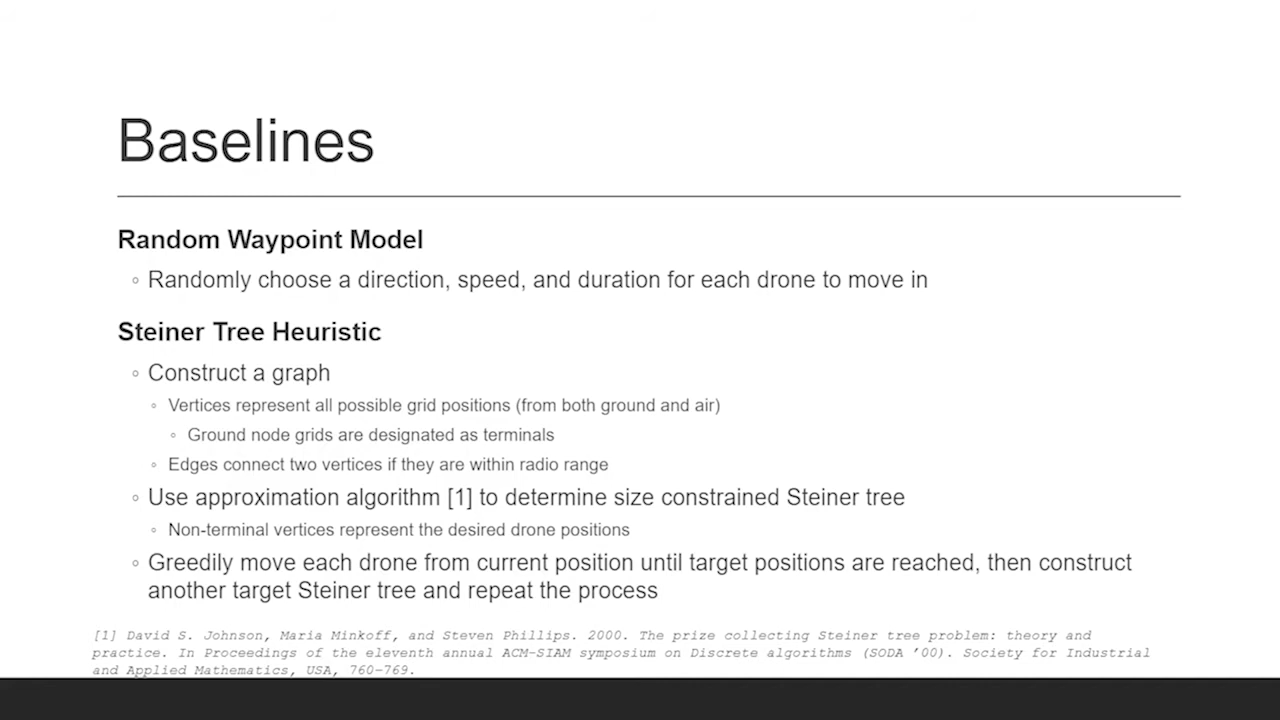 Baselines
Random Waypoint Model
◦ Randomly choose a direction, speed, and duration for each drone to move in
Steiner Tree Heuristic
◦ Construct a graph
◦ Vertices represent all possible grid positions (from both ground and air)
◦ Ground node grids are designated as terminals
◦ Edges connect two vertices if they are within radio range
◦ Use approximation algorithm [1] to determine size constrained Steiner tree
◦ Non-terminal vertices represent the desired drone positions
◦ Greedily move each drone from current position until target positions are reached, then construct
another target Steiner tree and repeat the process
[1] David S. Johnson, Maria Minkoff, and Steven Phillips. 2000. The prize collecting Steiner tree problem: theory and
practice. In Proceedings of the eleventh annual ACM-SIAM symposium on Discrete algorithms (SODA ’00). Society for Industrial
and Applied Mathematics, USA, 760–769.